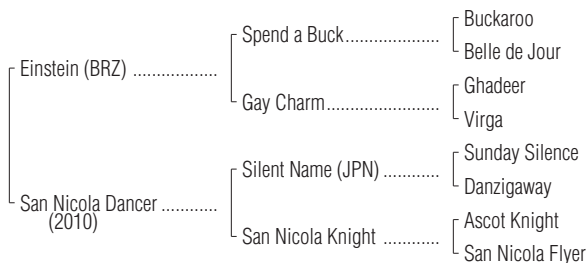 Buckaroo
Spend a Buck
Belle de Jour
Einstein (BRZ)
Ghadeer
Gay Charm
Virga
Sunday Silence
Silent Name (JPN)
Danzigaway
San Nicola Dancer
(2010)
Ascot Knight
San Nicola Knight
San Nicola Flyer